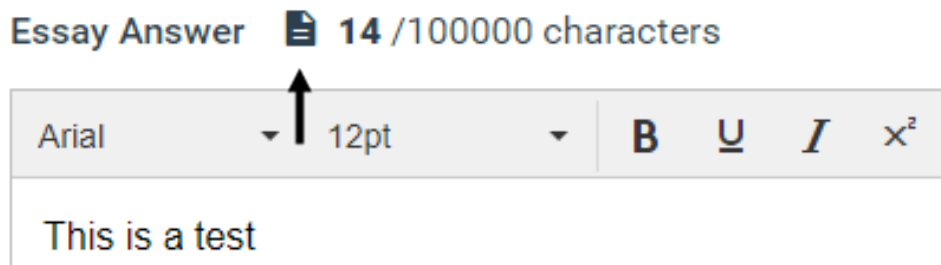 Essay Answer 14 /100000 characters
Arial 12pt B U I x²
This is a test